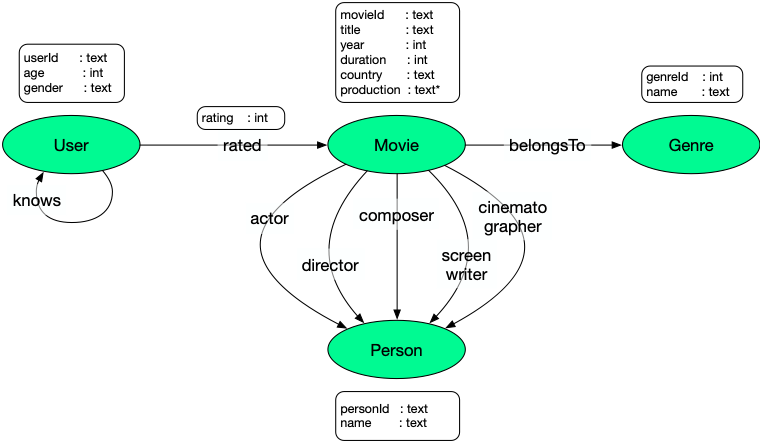 movieId : text
title : text
year : int
duration : int
country : text
production : text*
userId : text
age : int
gender : text
genreId : int
name : text
rating : int
User
rated
Movie
belongsTo
Genre
knows
actor
composer
cinemato
grapher
director
screen
writer
Person
personId : text
name : text